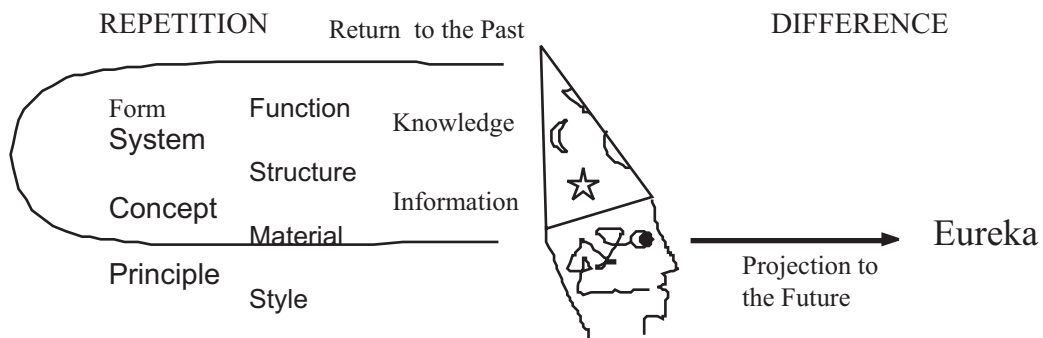 REPETITION
Return to the Past
DIFFERENCE
Form
System
Concept
Principle
Function
Structure
Material
Style
Knowledge
Information
Projection to
the Future
Eureka